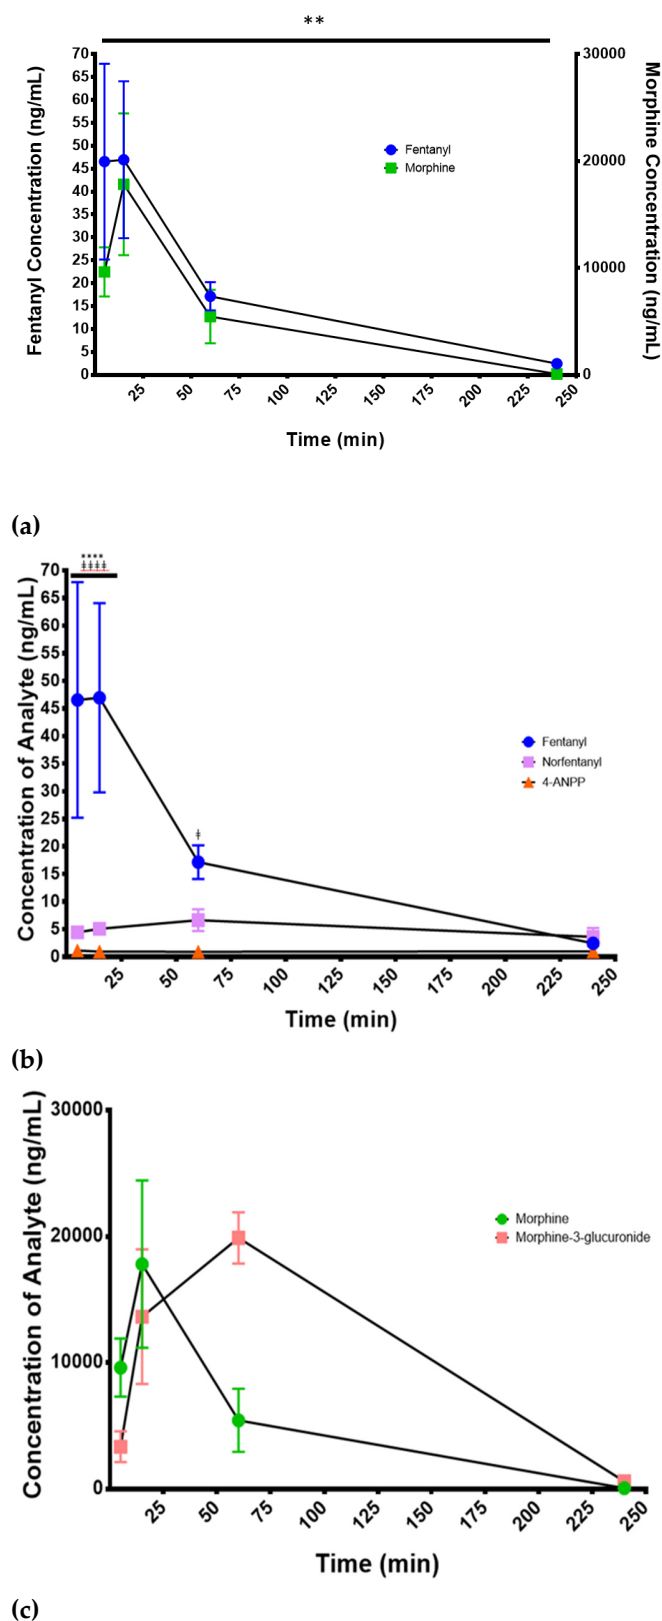 **
70
65
60
55
50
45
40
35
30
25
20
15
10
5
0
Fentanyl Concentration (ng/mL)
30000
20000
10000
0
Morphine Concentration (ng/mL)
Fentanyl
Morphine
25 50 75 100 125 150 175 200 225 250
Time (min)
(a)
****
ǂǂǂǂ
70
65
60
55
50
45
40
35
30
25
20
15
10
5
0
Concentration of Analyte (ng/mL)
Fentanyl
Norfentanyl
4-ANPP
ǂ
25 50 75 100 125 150 175 200 225 250
Time (min)
(b)
30000
20000
10000
0
Concentration of Analyte (ng/mL)
Morphine
Morphine-3-glucuronide
25 50 75 100 125 150 175 200 225 250
Time (min)
(c)